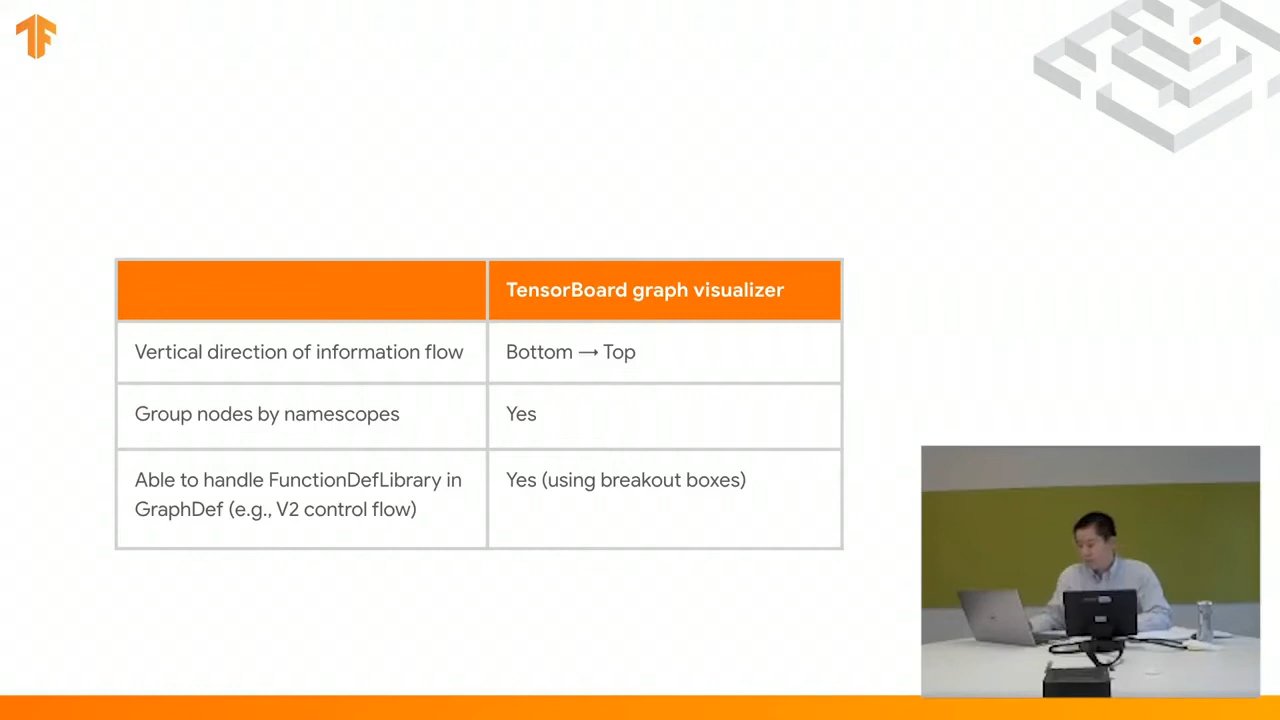 TensorBoard graph visualizer
Vertical direction of information flow
Bottom → Top
Group nodes by namescopes
Yes
Able to handle FunctionDefLibrary in
GraphDef (e.g., V2 control flow)
Yes (using breakout boxes)